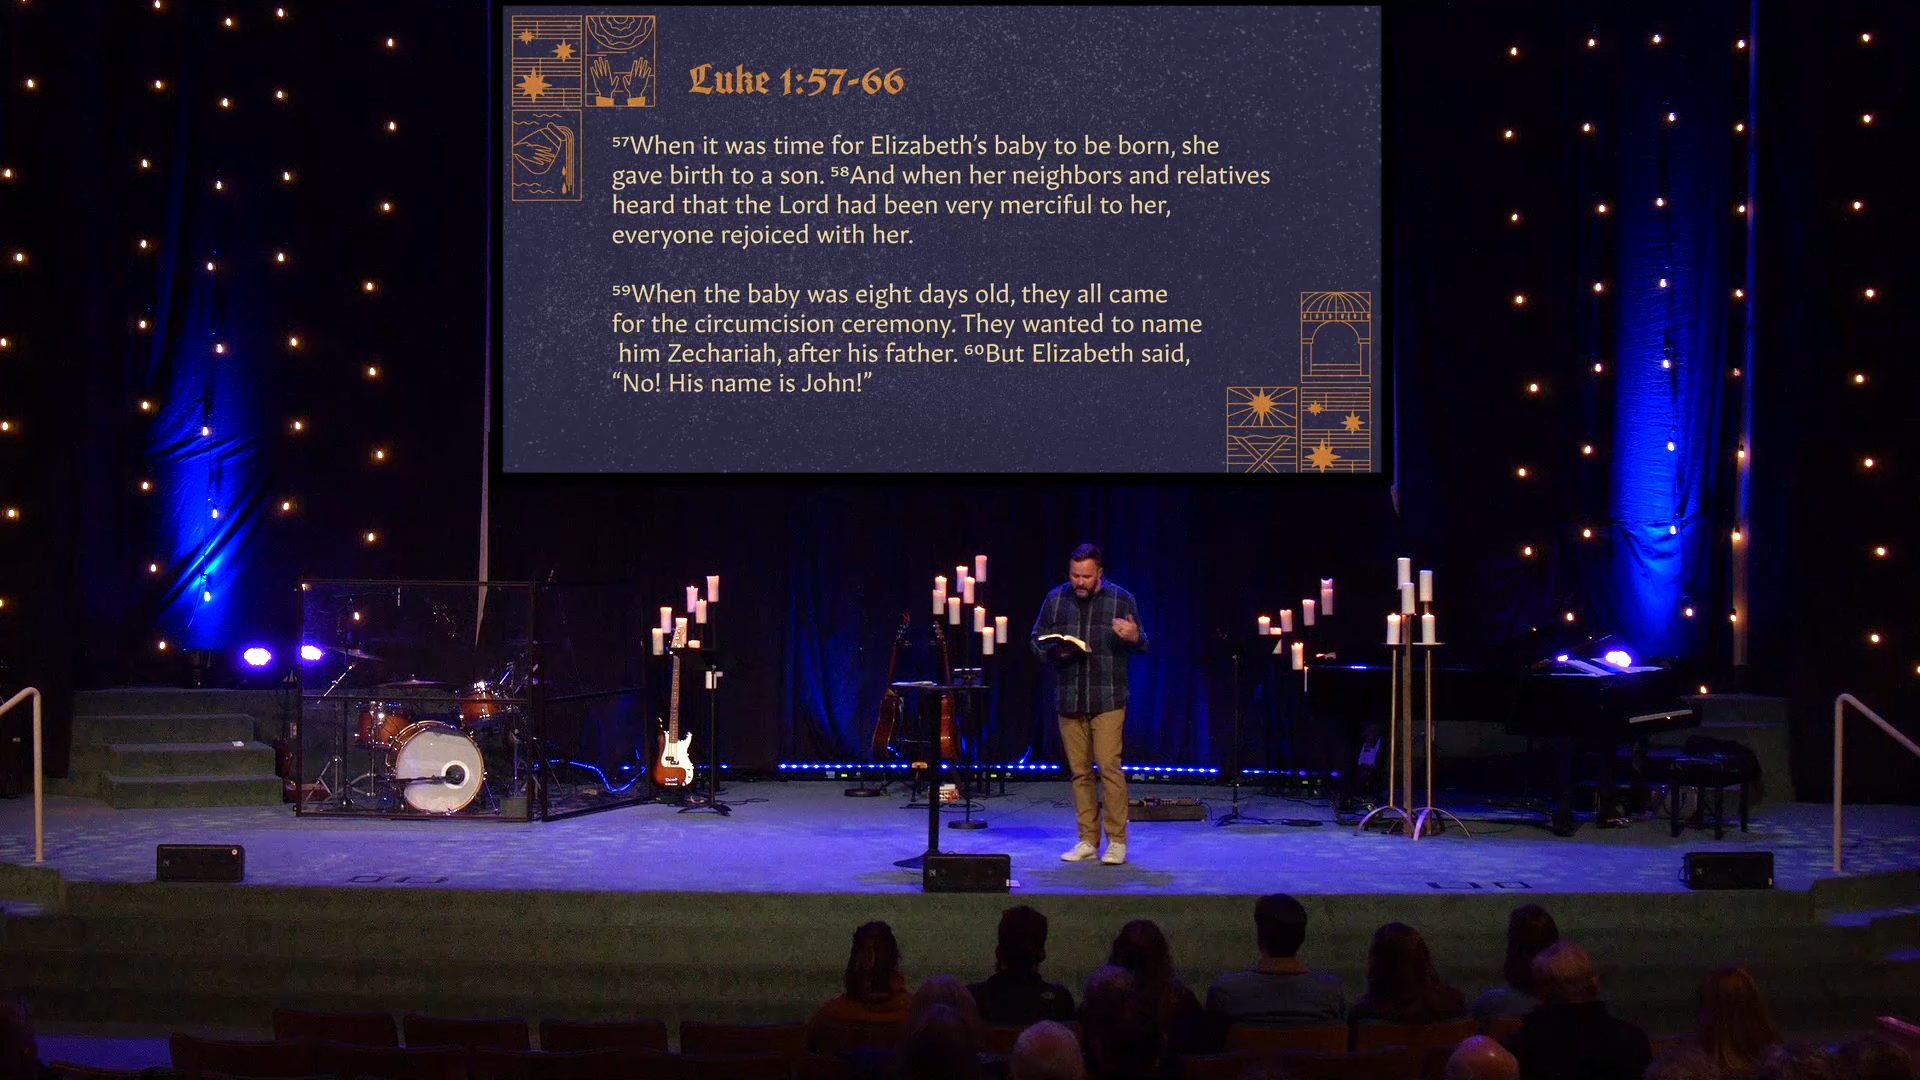 Luke 1:57-66
⁵⁷When it was time for Elizabeth’s baby to be born, she
gave birth to a son. ⁵⁸And when her neighbors and relatives
heard that the Lord had been very merciful to her,
everyone rejoiced with her.
⁵⁹When the baby was eight days old, they all came
for the circumcision ceremony. They wanted to name
him Zechariah, after his father. ⁶⁰But Elizabeth said,
“No! His name is John!”